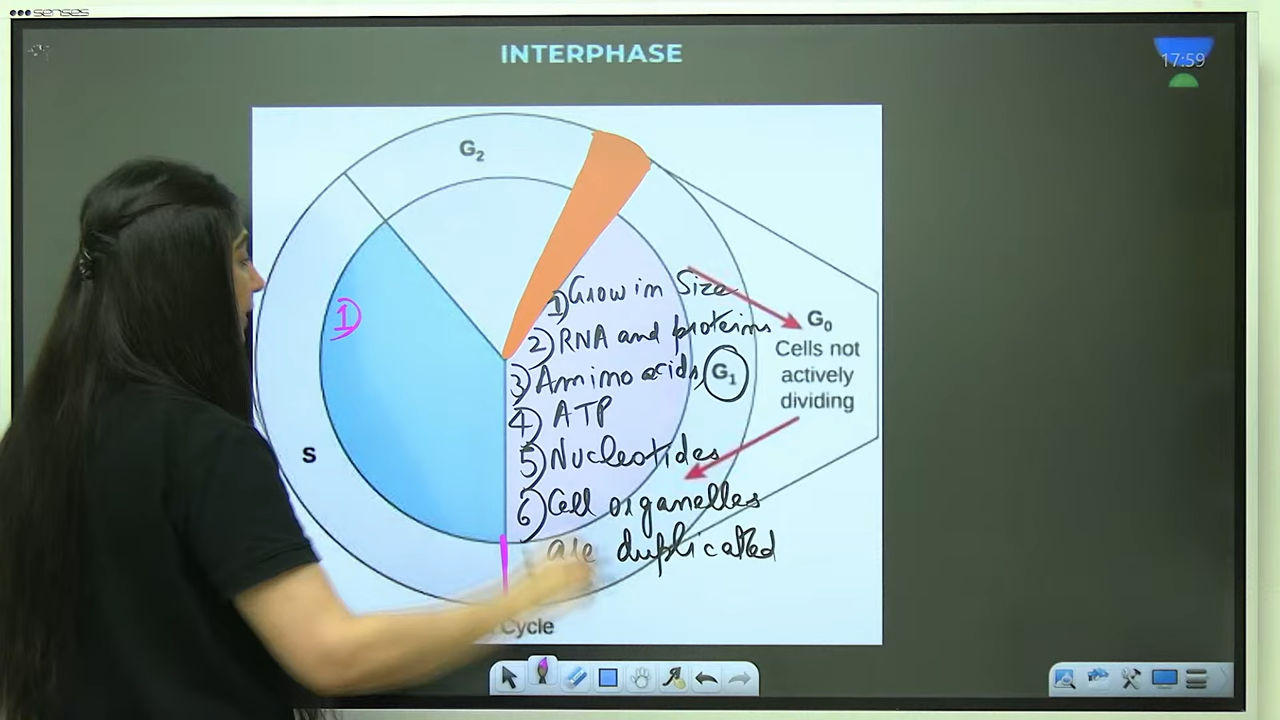 senses
INTERPHASE
17:59
G₂
1)
1) Grow in Size
2) RNA and proteins
3) Amino acids,
4) ATP
5) Nucleotides
6) Cell organelles
are duplicated
G₁
G₀
Cells not
actively
dividing
S
Cycle